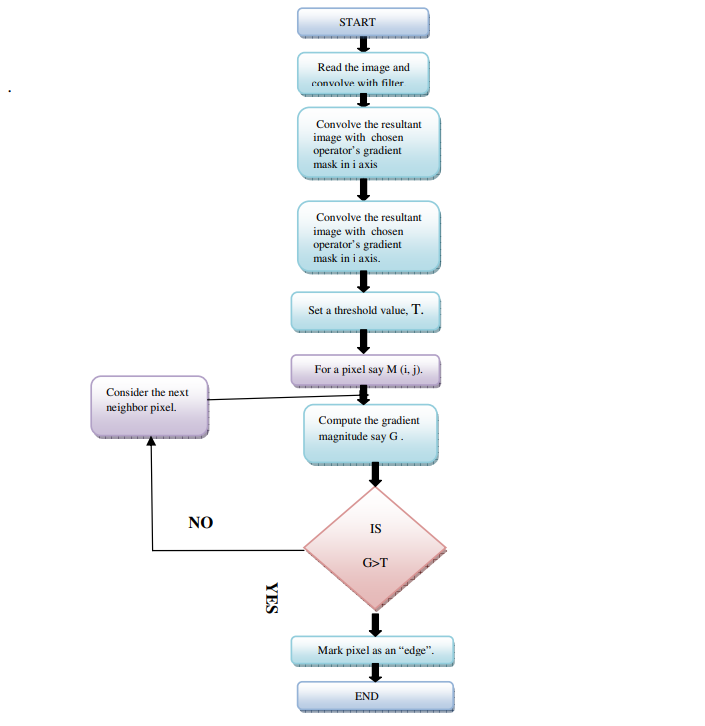 START
Read the image and
convolve with filter
Convolve the resultant
image with chosen
operator's gradient
mask in i axis
Convolve the resultant
image with chosen
operator's gradient
mask in i axis.
Set a threshold value, T.
For a pixel say M (i, j).
Consider the next
neighbor pixel.
Compute the gradient
magnitude say G .
IS
G>T
NO
YES
Mark pixel as an “edge”.
END